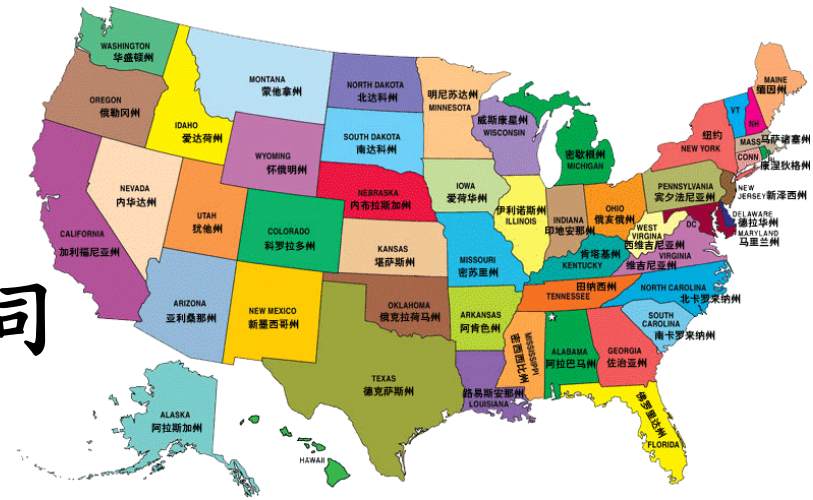 WASHINGTON
华盛顿州
OREGON
俄勒冈州
IDAHO
爱达荷州
MONTANA
蒙他拿州
NORTH DAKOTA
北达科州
明尼苏达州
MINNESOTA
SOUTH DAKOTA
南达科州
威斯康星州
WISCONSIN
密歇根州
MICHIGAN
MAINE
缅因州
VT
NH
MASS
马萨诸塞州
CONN
RI
康涅狄格州
纽约
NEW YORK
WYOMING
怀俄明州
NEVADA
内华达州
UTAH
犹他州
CALIFORNIA
加利福尼亚州
COLORADO
科罗拉多州
NEBRASKA
内布拉斯加州
IOWA
爱荷华州
伊利诺斯州
ILLINOIS
INDIANA
印地安那州
OHIO
俄亥俄州
PENNSYLVANIA
宾夕法尼亚州
NEW
JERSEY 新泽西州
DELAWARE
德拉华州
MARYLAND
马里兰州
DC
WEST
VIRGINIA
西维吉尼亚州
VIRGINIA
维吉尼亚州
KANSAS
堪萨斯州
MISSOURI
密苏里州
肯塔基州
KENTUCKY
田纳西州
TENNESSEE
NORTH CAROLINA
北卡罗来纳州
SOUTH
CAROLINA
南卡罗来纳州
司
ARIZONA
亚利桑那州
NEW MEXICO
新墨西哥州
OKLAHOMA
俄克拉荷马州
ARKANSAS
阿肯色州
MISSISSIPPI
密西西比州
ALABAMA
阿拉巴马州
GEORGIA
佐治亚州
TEXAS
德克萨斯州
路易斯安那州
LOUISIANA
佛罗里达州
FLORIDA
ALASKA
阿拉斯加州
HAWAII